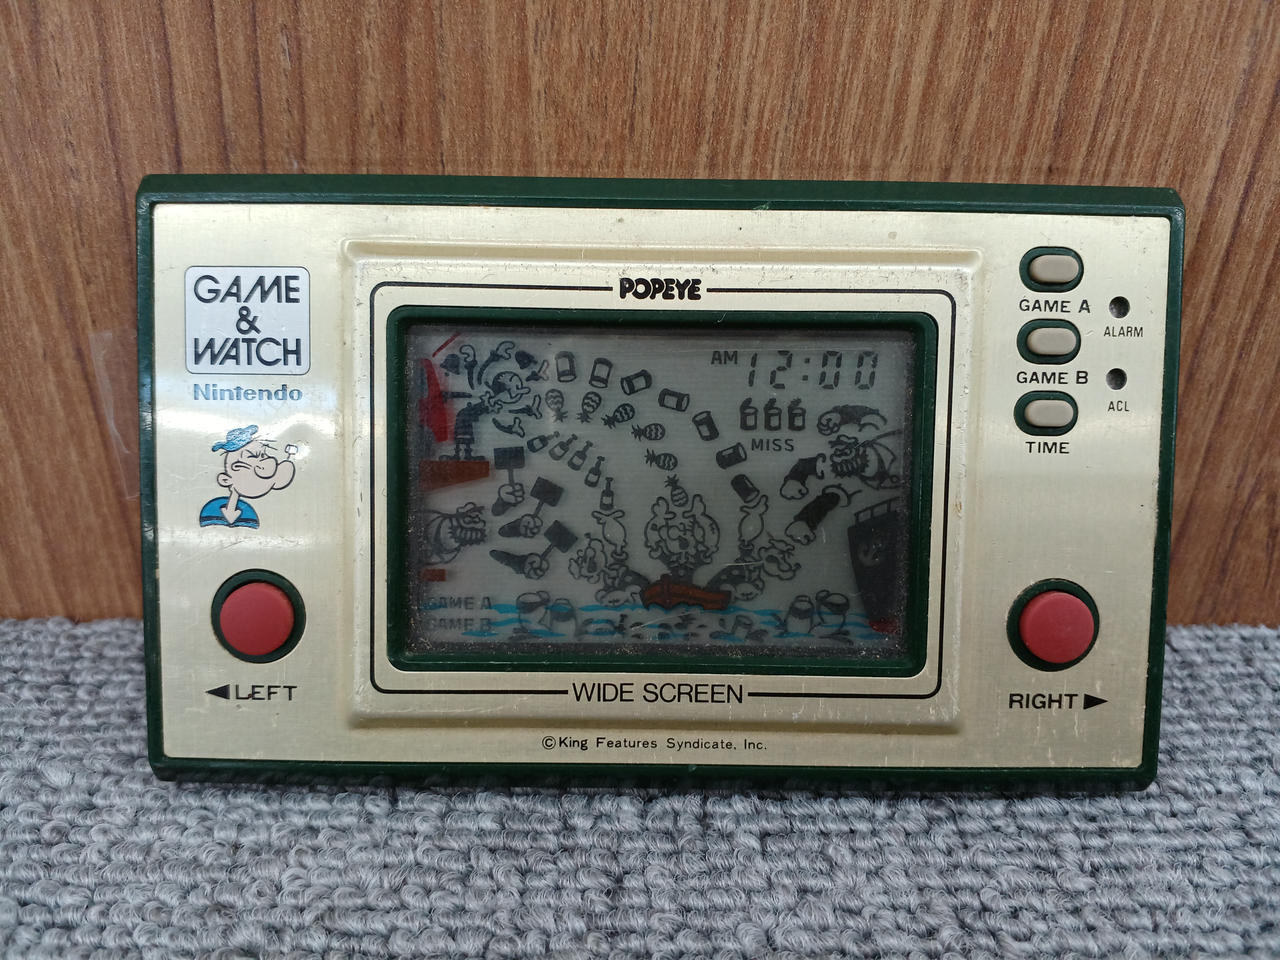 GAME
&
WATCH
Nintendo
POPEYE
AM 12:00
MISS
GAME A
GAME B
GAME A
ALARM
GAME B
ACL
TIME
◀LEFT
WIDE SCREEN
RIGHT▶
©King Features Syndicate, Inc.